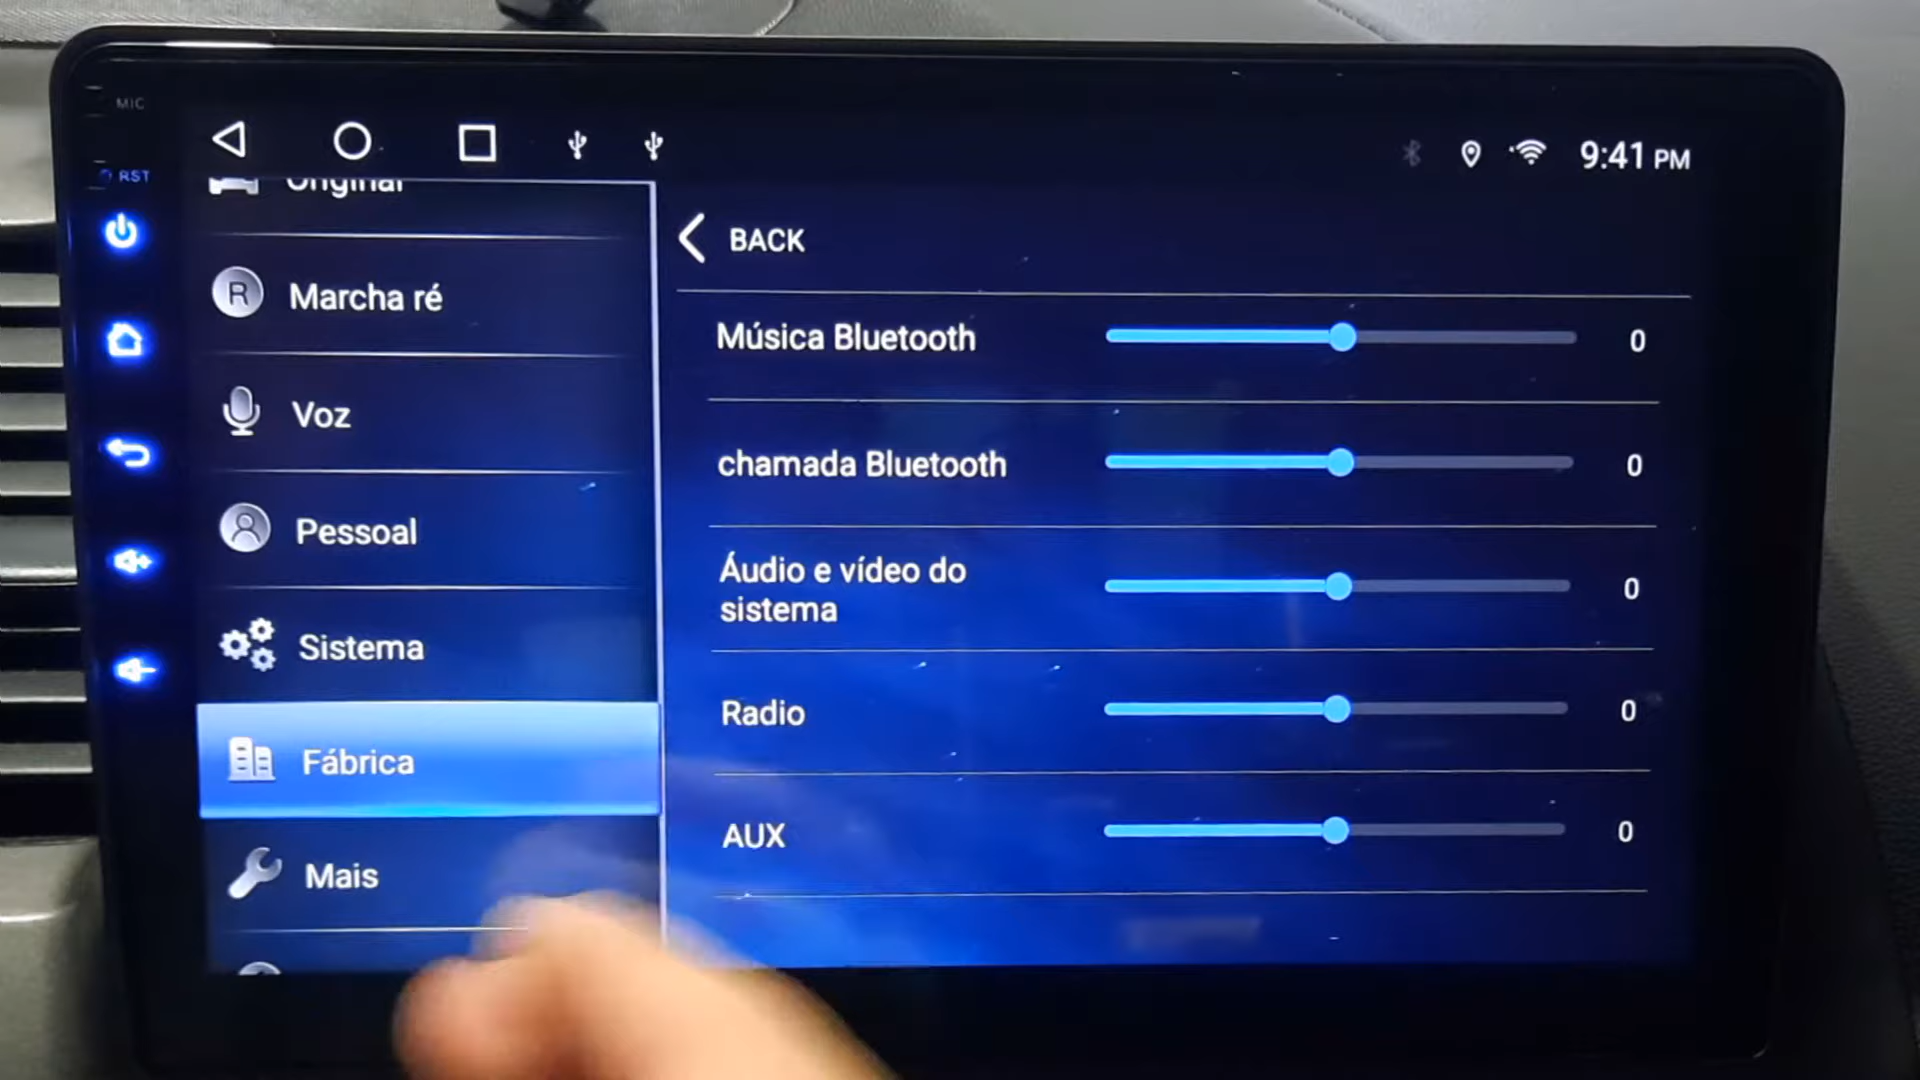 MIC
RST
9:41 PM
Original
Marcha ré
Voz
Pessoal
Sistema
Fábrica
Mais
BACK
Música Bluetooth 0
chamada Bluetooth 0
Áudio e vídeo do
sistema 0
Radio 0
AUX 0